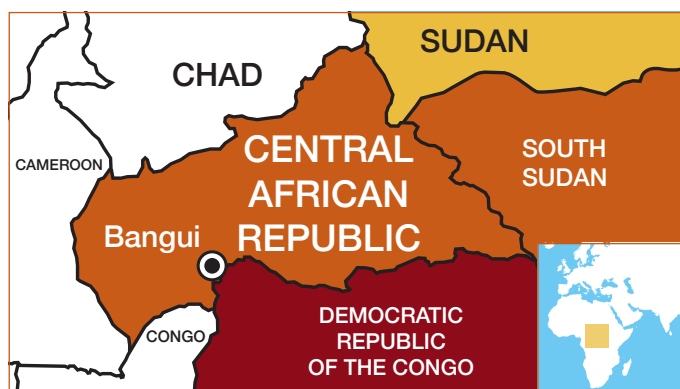 SUDAN
CHAD
CAMEROON
CENTRAL
AFRICAN
REPUBLIC
SOUTH
SUDAN
Bangui
CONGO
DEMOCRATIC
REPUBLIC
OF THE CONGO